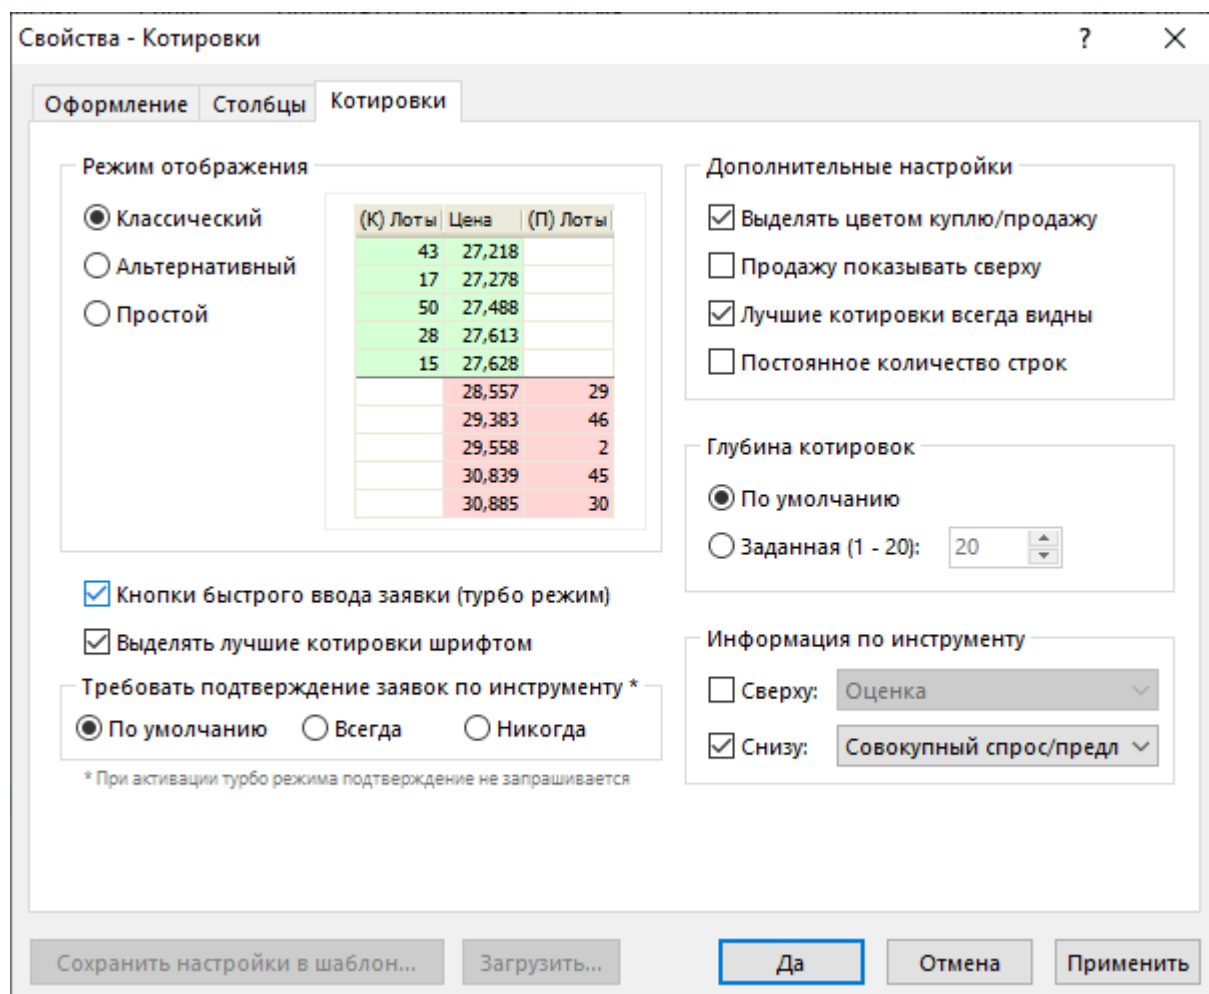 Свойства - Котировки
?
Оформление
Столбцы
Котировки
Режим отображения
Классический
Альтернативный
Простой
(К) Лоты Цена (П) Лоты
43 27,218
17 27,278
50 27,488
28 27,613
15 27,628
28,557 29
29,383 46
29,558 2
30,839 45
30,885 30
Кнопки быстрого ввода заявки (турбо режим)
Выделять лучшие котировки шрифтом
Требовать подтверждение заявок по инструменту *
По умолчанию Всегда Никогда
* При активации турбо режима подтверждение не запрашивается
Дополнительные настройки
Выделять цветом куплю/продажу
Продажу показывать сверху
Лучшие котировки всегда видны
Постоянное количество строк
Глубина котировок
По умолчанию
Заданная (1 - 20): 20
Информация по инструменту
Сверху: Оценка
Снизу: Совокупный спрос/предл
Сохранить настройки в шаблон... Загрузить... Да Отмена Применить